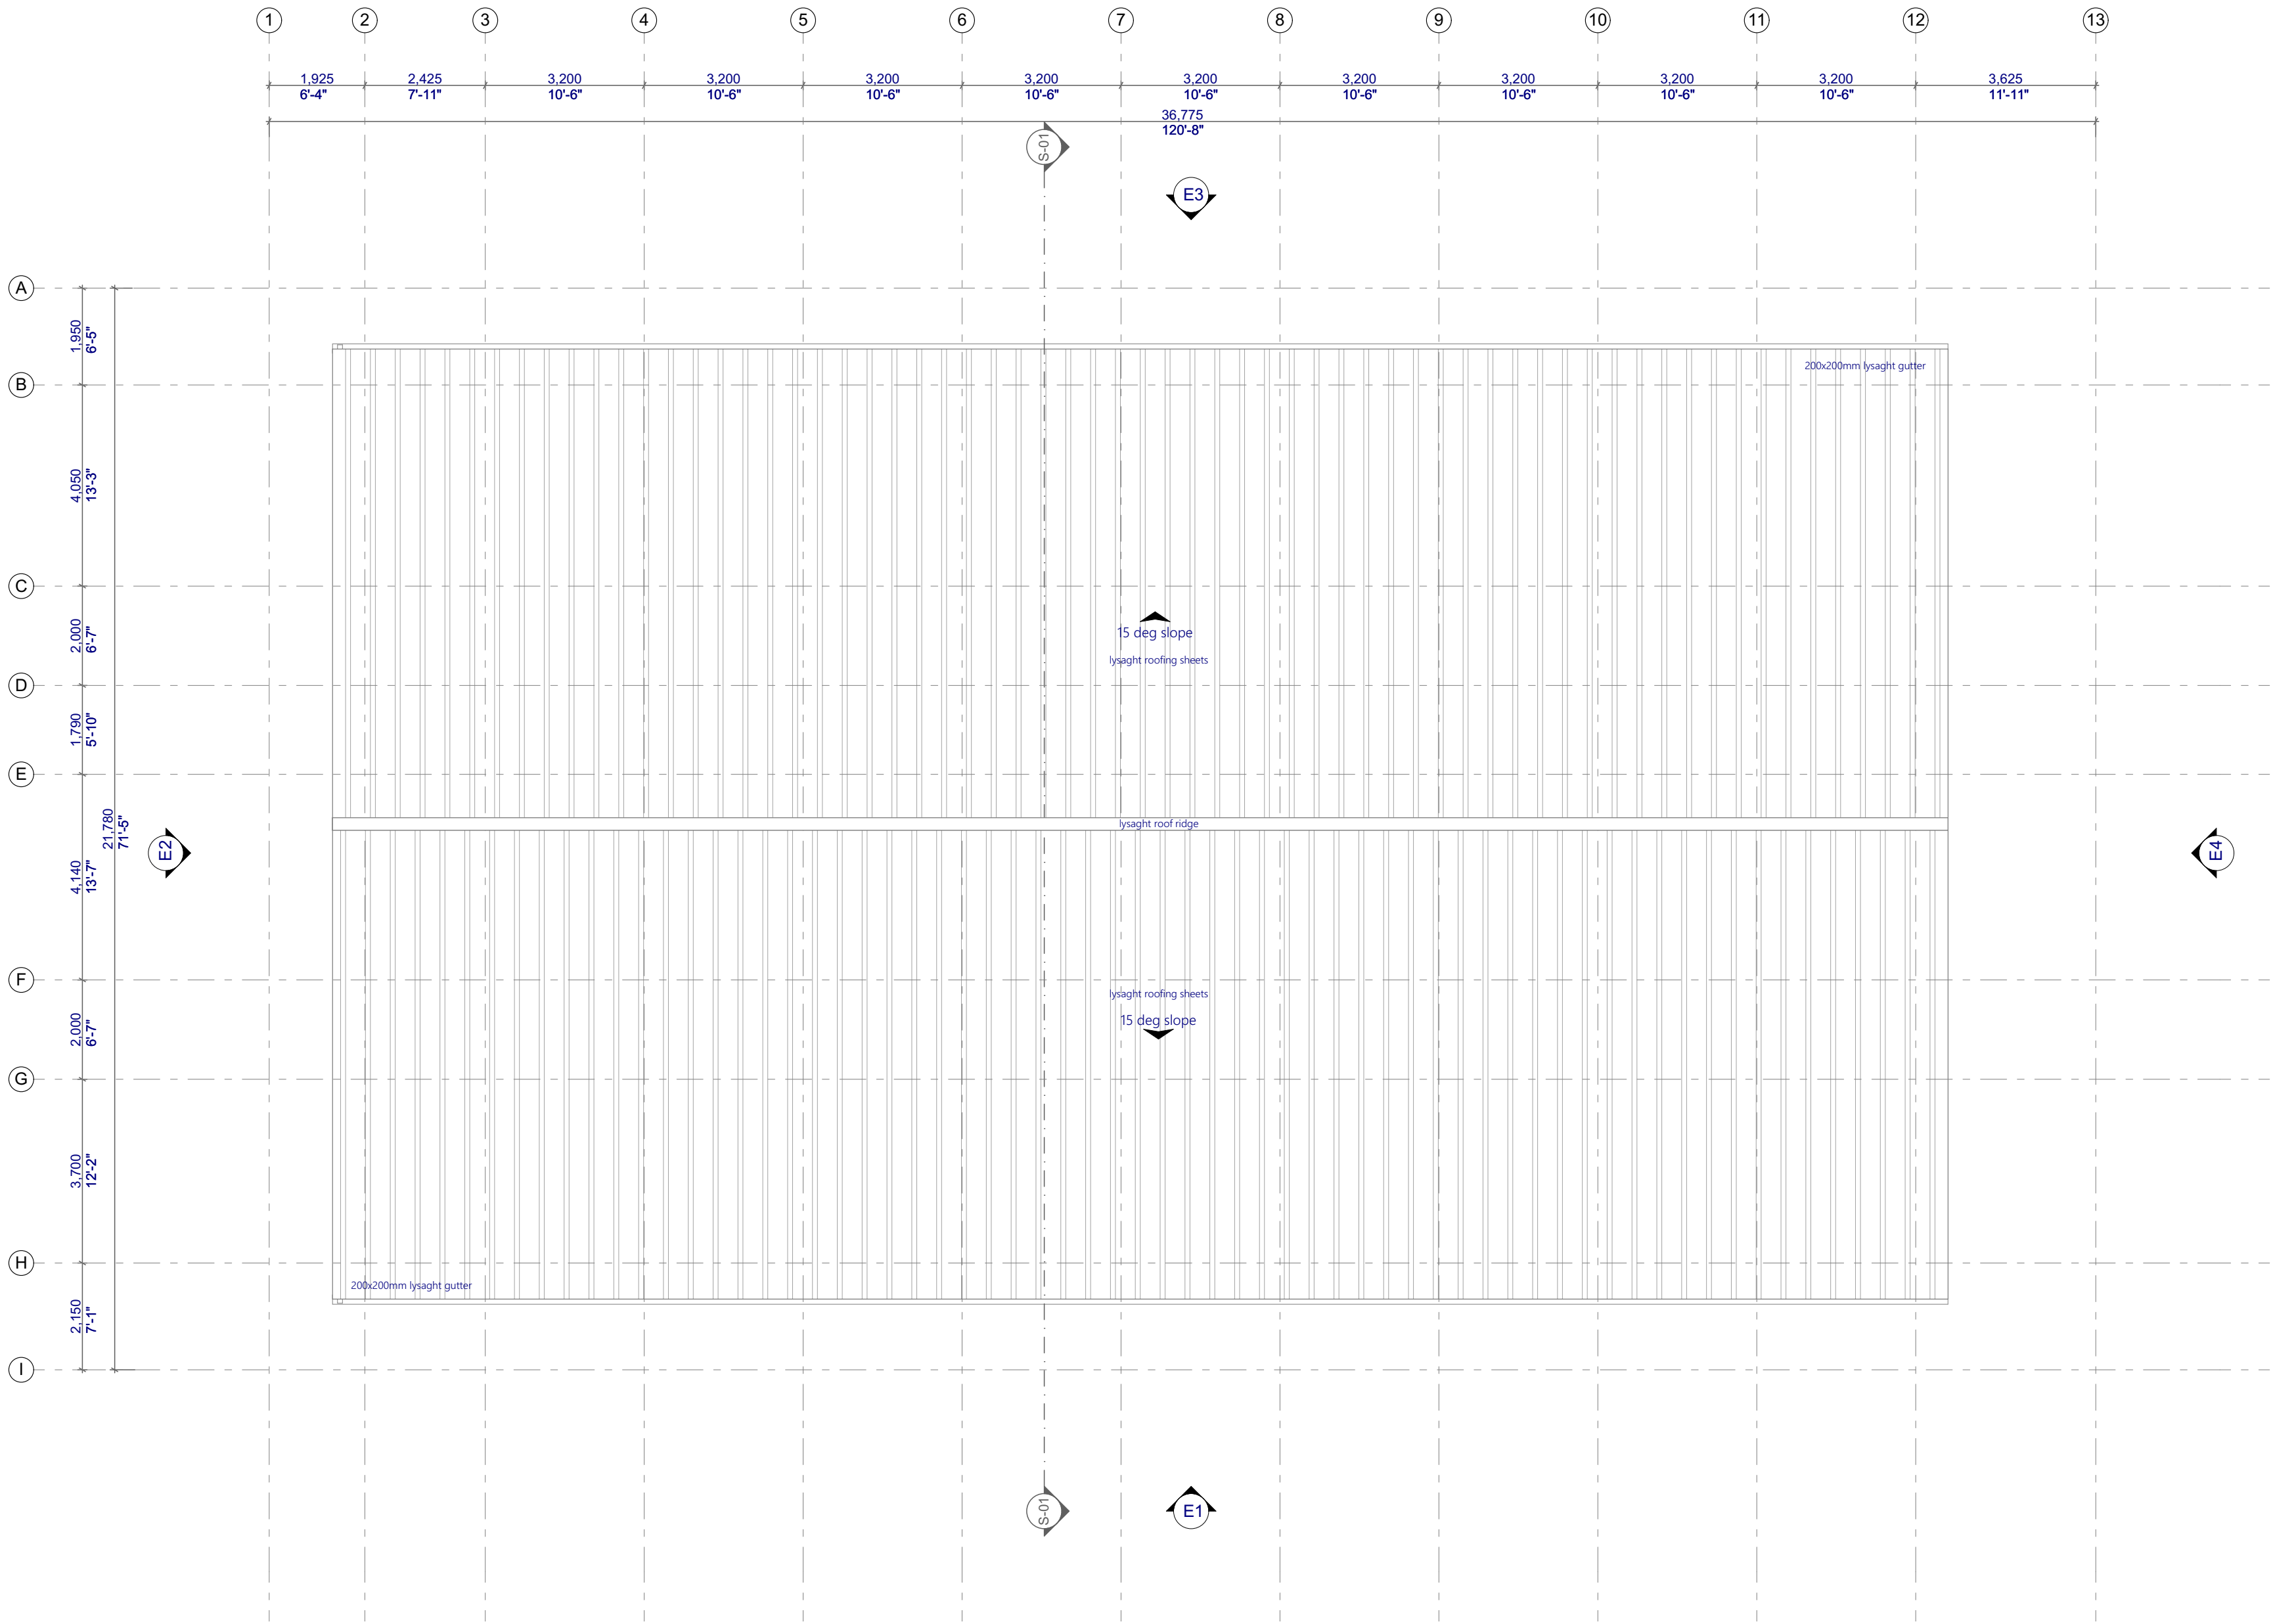 1 2 3 4 5 6 7 8 9 10 11 12 13
1,925 2,425 3,200 3,200 3,200 3,200 3,200 3,200 3,200 3,200 3,200 3,625
6'-4" 7'-11" 10'-6" 10'-6" 10'-6" 10'-6" 10'-6" 10'-6" 10'-6" 10'-6" 10'-6" 11'-11"
36,775
120'-8"
S-01
E3
A
1,950
6'-5"
B
200x200mm lysaght gutter
4,050
13'-3"
C
2,000
6'-7"
15 deg slope
lysaght roofing sheets
D
1,790
5'-10"
E
21,780
71'-5"
lysaght roof ridge
E2
E4
4,140
13'-7"
F
lysaght roofing sheets
15 deg slope
2,000
6'-7"
G
3,700
12'-2"
H
200x200mm lysaght gutter
2,150
7'-1"
I
S-01
E1